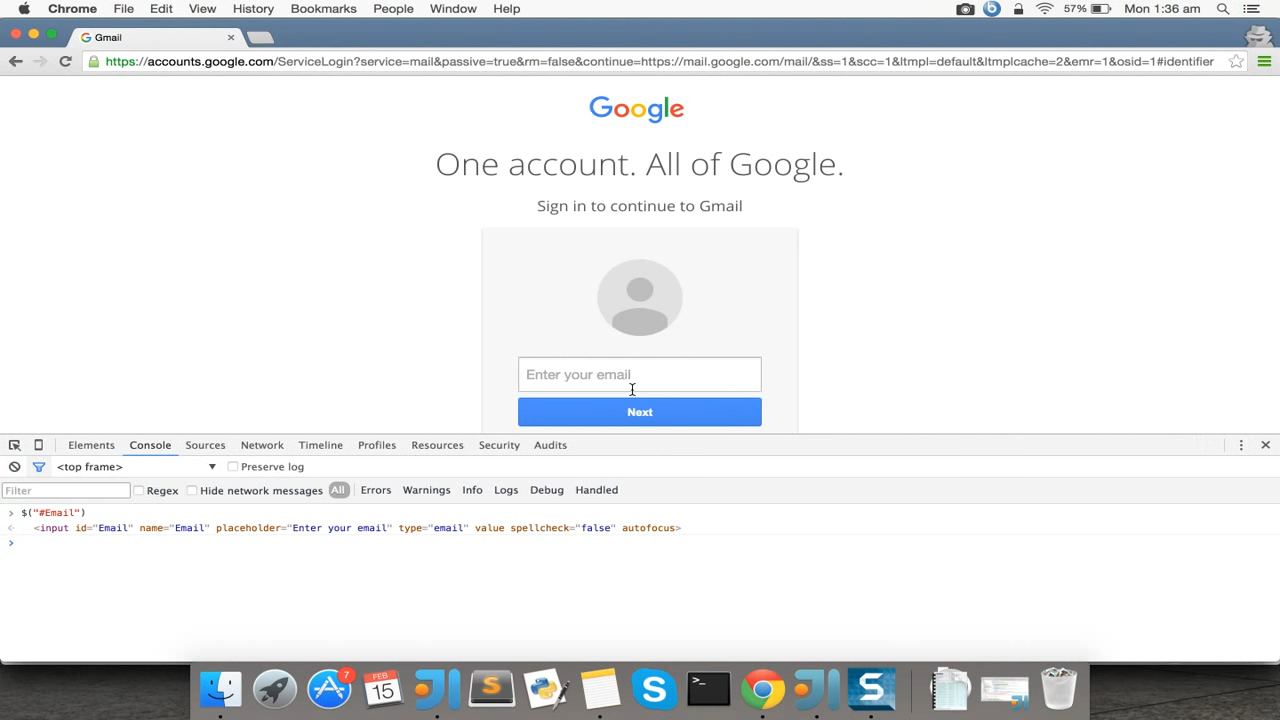 Chrome File Edit View History Bookmarks People Window Help 57% Mon 1:36 am
Gmail
https://accounts.google.com/ServiceLogin?service=mail&passive=true&rm=false&continue=https://mail.google.com/mail/&ss=1&scc=1&ltmpl=default&ltmplcache=2&emr=1&osid=1#identifier
Google
One account. All of Google.
Sign in to continue to Gmail
Enter your email
Next
Elements Console Sources Network Timeline Profiles Resources Security Audits
<top frame> Preserve log
Filter Regex Hide network messages All Errors Warnings Info Logs Debug Handled
$("#Email")
<input id="Email" name="Email" placeholder="Enter your email" type="email" value spellcheck="false" autofocus>
7
FEB
15